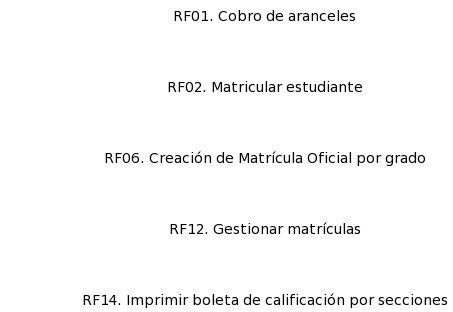 RF01. Cobro de aranceles
RF02. Matricular estudiante
RF06. Creación de Matrícula Oficial por grado
RF12. Gestionar matrículas
RF14. Imprimir boleta de calificación por secciones